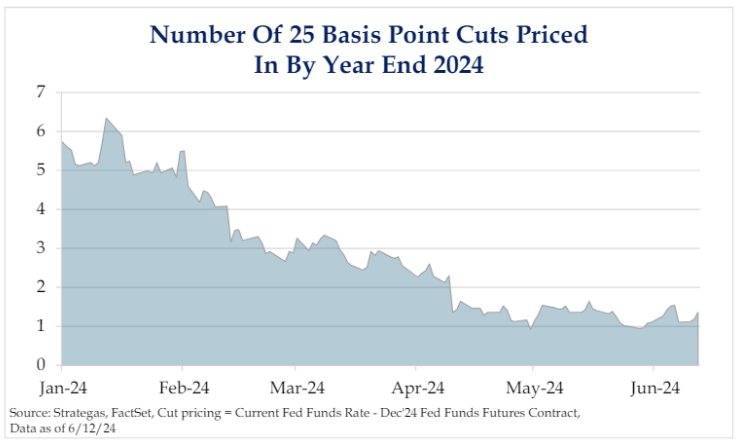 Number Of 25 Basis Point Cuts Priced
In By Year End 2024
7
6
5
4
3
2
1
0
Jan-24 Feb-24 Mar-24 Apr-24 May-24 Jun-24
Source: Strategas, FactSet, Cut pricing = Current Fed Funds Rate - Dec'24 Fed Funds Futures Contract,
Data as of 6/12/24